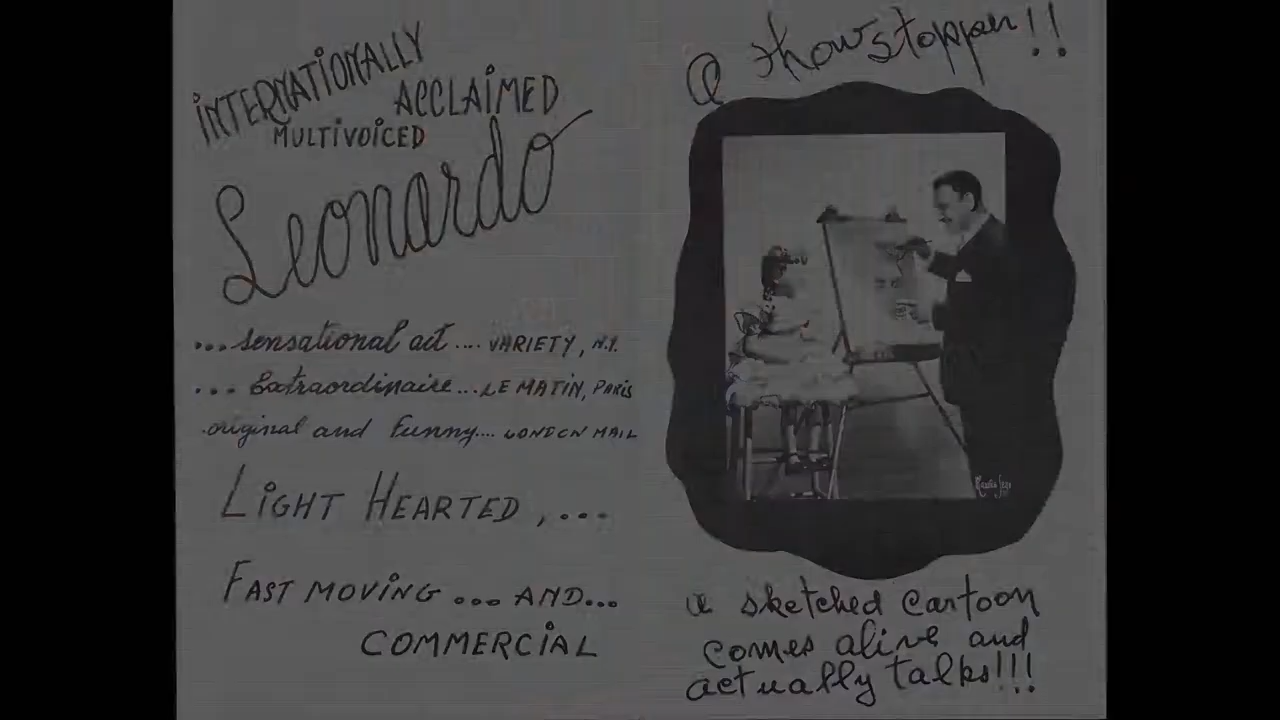 INTERNATIONALLY
ACCLAIMED
MULTIVOICED
Leonardo
...sensational act .... VARIETY, N.Y.
... Extraordinaire ... LE MATIN, PARIS
original and Funny.... LONDON MAIL
LIGHT HEARTED, ...
FAST MOVING ... AND...
COMMERCIAL
a showstopper!!
a sketched cartoon
comes alive and
actually talks!!!